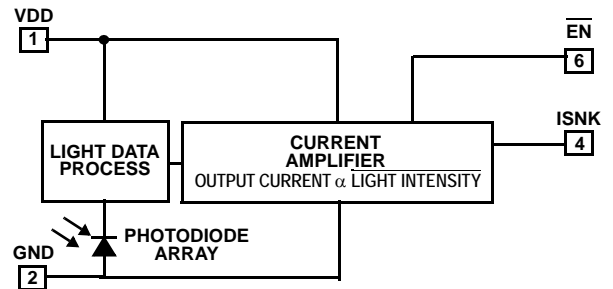 VDD
1
EN
6
ISNK
4
LIGHT DATA
PROCESS
CURRENT
AMPLIFIER
OUTPUT CURRENT α LIGHT INTENSITY
PHOTODIODE
ARRAY
GND
2